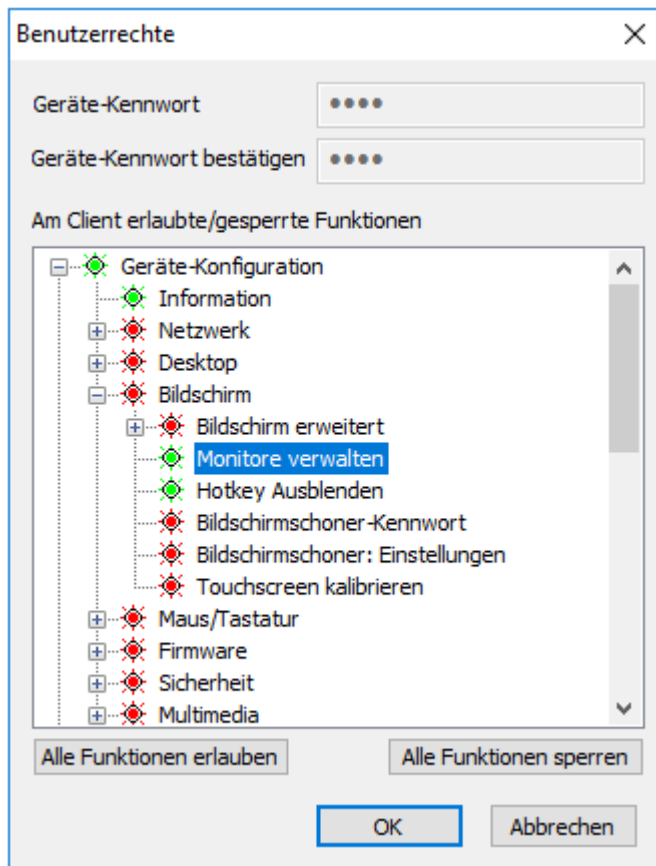 Benutzerrechte
Geräte-Kennwort ●●●●
Geräte-Kennwort bestätigen ●●●●
Am Client erlaubte/gesperrte Funktionen
Geräte-Konfiguration
Information
Netzwerk
Desktop
Bildschirm
Bildschirm erweitert
Monitore verwalten
Hotkey Ausblenden
Bildschirmschoner-Kennwort
Bildschirmschoner: Einstellungen
Touchscreen kalibrieren
Maus/Tastatur
Firmware
Sicherheit
Multimedia
Alle Funktionen erlauben Alle Funktionen sperren
OK Abbrechen